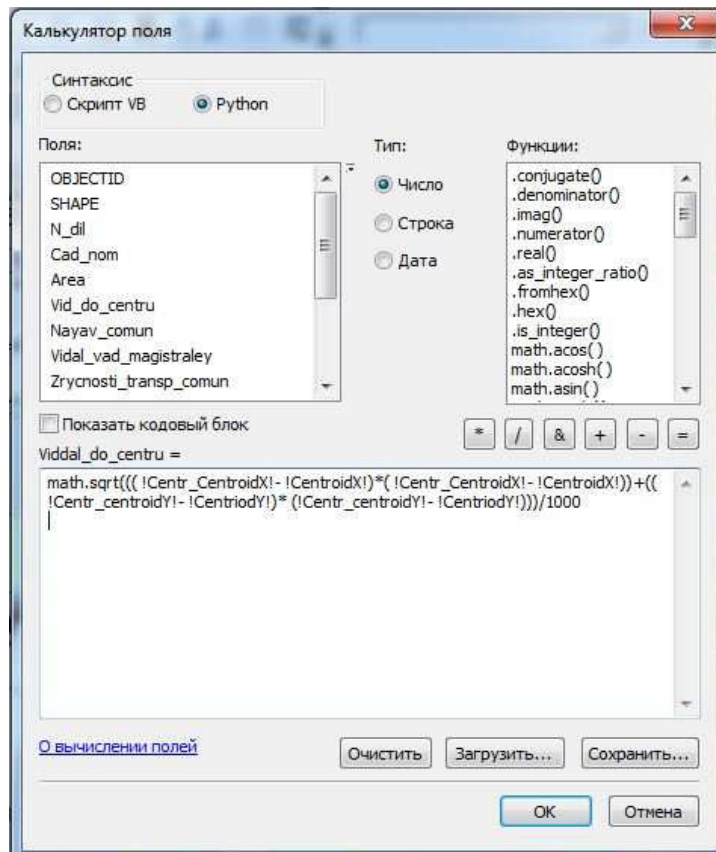 Калькулятор поля
Синтаксис
Скрипт VB Python
Поля: Тип: Функции:
OBJECTID
SHAPE
N_dil
Cad_nom
Area
Vid_do_centru
Nayav_comun
Vidal_vad_magistraley
Zrycnosti_transp_comun
Число
Строка
Дата
.conjugate()
.denominator()
.imag()
.numerator()
.real()
.as_integer_ratio()
.fromhex()
.hex()
.is_integer()
math.acos( )
math.acosh( )
math.asin( )
Показать кодовый блок
* / & + - =
Viddal_do_centru =
math.sqrt((( !Centr_CentroidX!- !CentroidX!)*( !Centr_CentroidX!- !CentroidX!))+((
!Centr_centroidY!- !CentriodY!)* (!Centr_centroidY!- !CentriodY!)))/1000
О вычислении полей
Очистить Загрузить... Сохранить...
OK Отмена